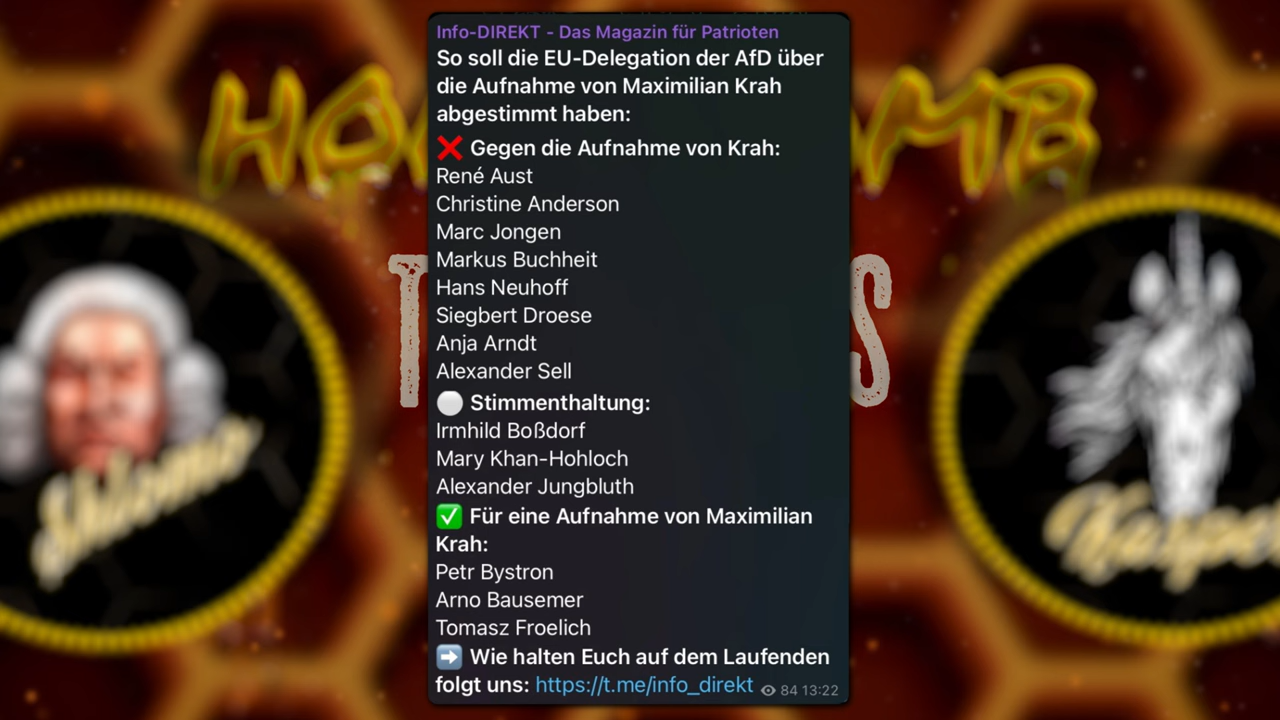 Info-DIREKT - Das Magazin für Patrioten
So soll die EU-Delegation der AfD über
die Aufnahme von Maximilian Krah
abgestimmt haben:
❌ Gegen die Aufnahme von Krah:
René Aust
Christine Anderson
Marc Jongen
Markus Buchheit
Hans Neuhoff
Siegbert Droese
Anja Arndt
Alexander Sell
⚪ Stimmenthaltung:
Irmhild Boßdorf
Mary Khan-Hohloch
Alexander Jungbluth
✅ Für eine Aufnahme von Maximilian
Krah:
Petr Bystron
Arno Bausemer
Tomasz Froelich
➡️ Wie halten Euch auf dem Laufenden
folgt uns: https://t.me/info_direkt 84 13:22
Shlomo